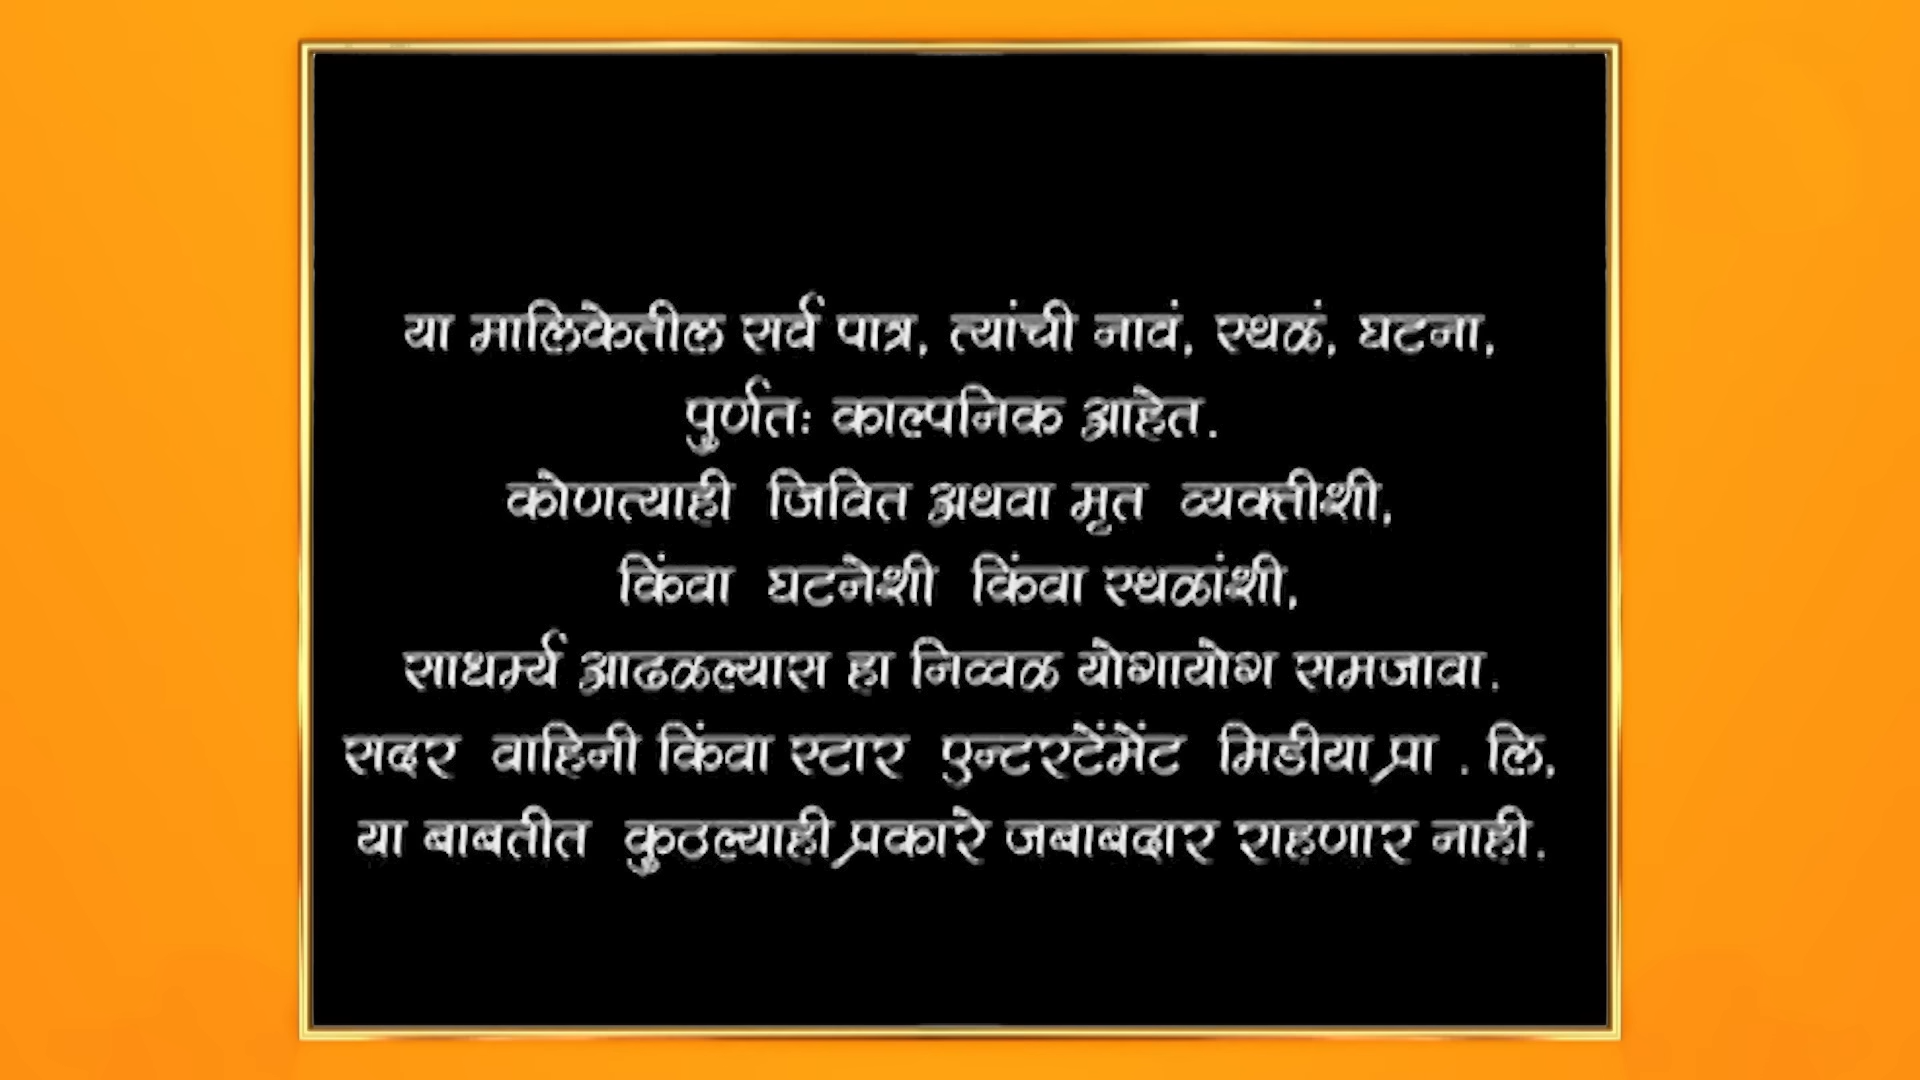 या मालिकेतील सर्व पात्र, त्यांची नावं, स्थळं, घटना,
पुर्णतः काल्पनिक आहेत.
कोणत्याही जिवित अथवा मृत व्यक्तीशी,
किंवा घटनेशी किंवा स्थळांशी,
साधर्म्य आढळल्यास हा निव्वळ योगायोग समजावा.
सदर वाहिनी किंवा स्टार एन्टरटेंमेंट मिडीया प्रा . लि.
या बाबतीत कुठल्याही प्रकारे जबाबदार राहणार नाही.